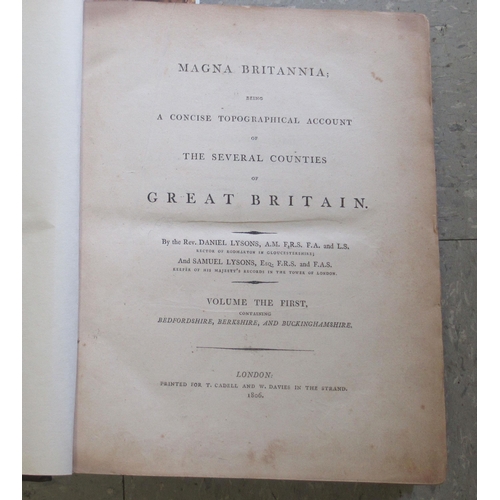 MAGNA BRITANNIA;
BEING
A CONCISE TOPOGRAPHICAL ACCOUNT
OF
THE SEVERAL COUNTIES
OF
GREAT BRITAIN.
By the Rev. DANIEL LYSONS, A.M. F.R.S. F.A. and L.S.
RECTOR OF RODMARTON IN GLOUCESTERSHIRE;
And SAMUEL LYSONS, Esq. F.R.S. and F.A.S.
KEEPER OF HIS MAJESTY'S RECORDS IN THE TOWER OF LONDON.
VOLUME THE FIRST,
CONTAINING
BEDFORDSHIRE, BERKSHIRE, AND BUCKINGHAMSHIRE.
LONDON:
PRINTED FOR T. CADELL AND W. DAVIES IN THE STRAND.
1806.